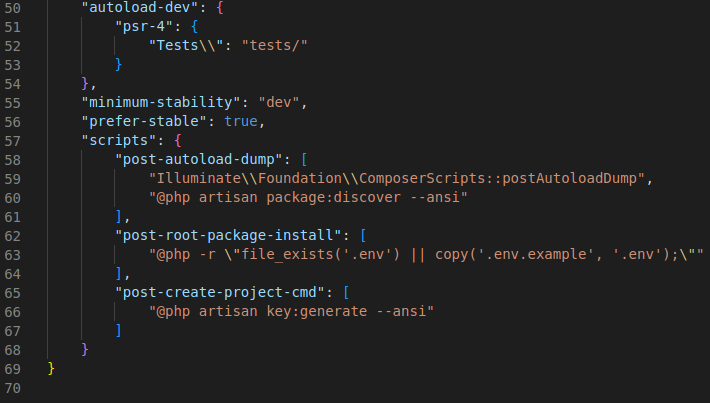 50 "autoload-dev": {
51 "psr-4": {
52 "Tests\\": "tests/"
53 }
54 },
55 "minimum-stability": "dev",
56 "prefer-stable": true,
57 "scripts": {
58 "post-autoload-dump": [
59 "Illuminate\\Foundation\\ComposerScripts::postAutoloadDump",
60 "@php artisan package:discover --ansi"
61 ],
62 "post-root-package-install": [
63 "@php -r \"file_exists('.env') || copy('.env.example', '.env');\""
64 ],
65 "post-create-project-cmd": [
66 "@php artisan key:generate --ansi"
67 ]
68 }
69 }
70